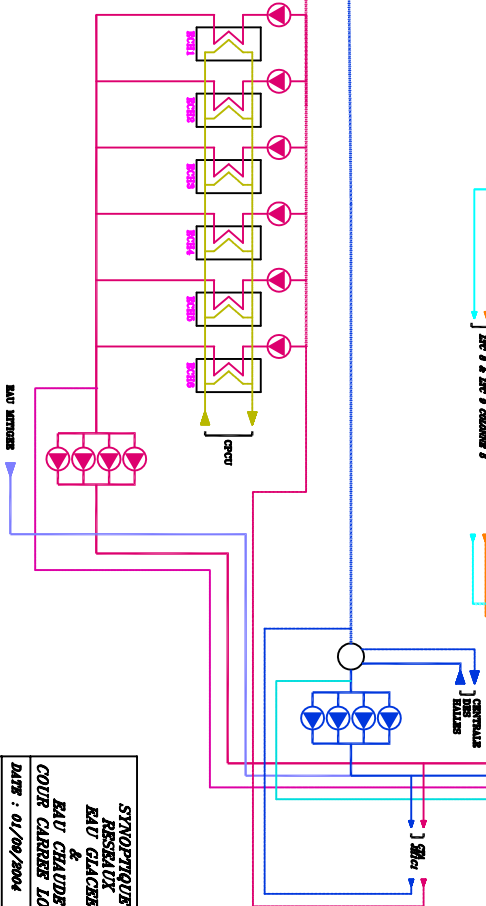 ECH1
ECH2
ECH3
ECH4
ECH5
ECH6
CPCU
EAU MITIGEE
CENTRALE
DES
HALLES
CTA
SYNOPTIQUE
RESEAUX
EAU GLACEE
&
EAU CHAUDE
COUR CARREE
DATE : 01/09/2004